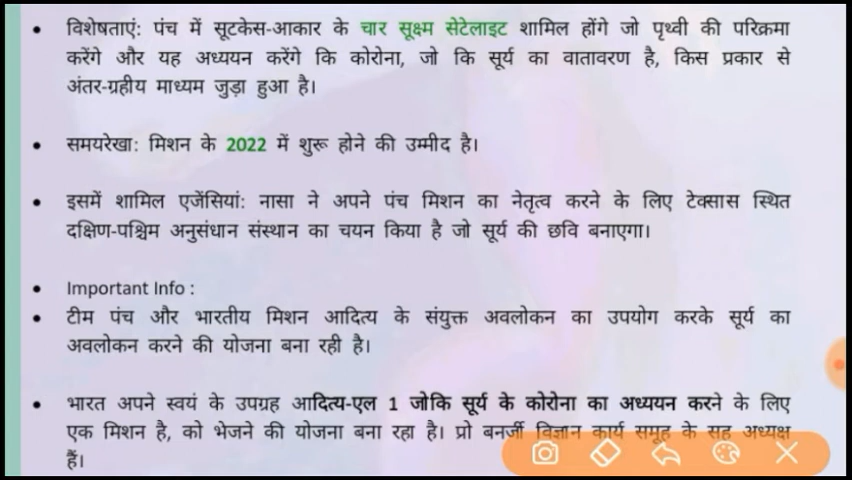 • विशेषताएं: पंच में सूटकेस-आकार के चार सूक्ष्म सेटेलाइट शामिल होंगे जो पृथ्वी की परिक्रमा
करेंगे और यह अध्ययन करेंगे कि कोरोना, जो कि सूर्य का वातावरण है, किस प्रकार से
अंतर-ग्रहीय माध्यम जुड़ा हुआ है।
• समयरेखा: मिशन के 2022 में शुरू होने की उम्मीद है।
• इसमें शामिल एजेंसियां: नासा ने अपने पंच मिशन का नेतृत्व करने के लिए टेक्सास स्थित
दक्षिण-पश्चिम अनुसंधान संस्थान का चयन किया है जो सूर्य की छवि बनाएगा।
• Important Info :
• टीम पंच और भारतीय मिशन आदित्य के संयुक्त अवलोकन का उपयोग करके सूर्य का
अवलोकन करने की योजना बना रही है।
• भारत अपने स्वयं के उपग्रह आदित्य-एल 1 जोकि सूर्य के कोरोना का अध्ययन करने के लिए
एक मिशन है, को भेजने की योजना बना रहा है। प्रो बनर्जी विज्ञान कार्य समूह के सह अध्यक्ष
हैं।